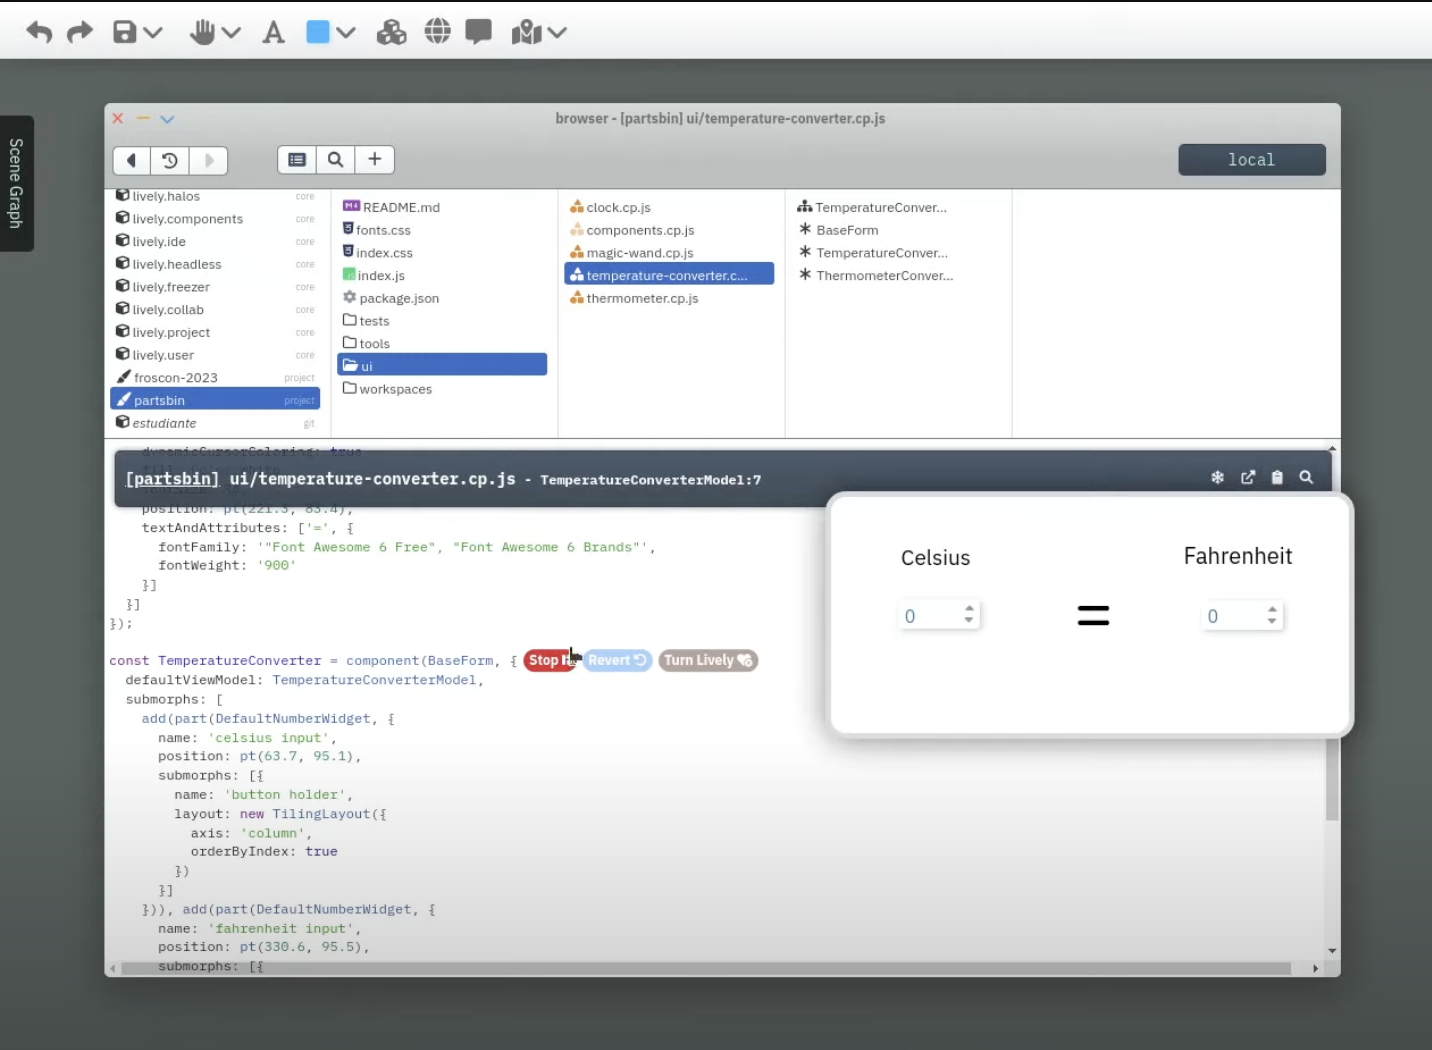 Scene Graph
browser - [partsbin] ui/temperature-converter.cp.js
local
lively.halos core
lively.components core
lively.ide core
lively.headless core
lively.freezer core
lively.collab core
lively.project core
lively.user core
froscon-2023 project
partsbin project
estudiante git
README.md
fonts.css
index.css
index.js
package.json
tests
tools
ui
workspaces
clock.cp.js
components.cp.js
magic-wand.cp.js
temperature-converter.c...
thermometer.cp.js
TemperatureConver...
BaseForm
TemperatureConver...
ThermometerConver...
dynamicCursorColoring: true
[partsbin] ui/temperature-converter.cp.js - TemperatureConverterModel:7
position: pt(221.3, 83.4),
textAndAttributes: ['=', {
fontFamily: '"Font Awesome 6 Free", "Font Awesome 6 Brands"',
fontWeight: '900'
}]
}]
});
const TemperatureConverter = component(BaseForm, { Stop Revert Turn Lively
defaultViewModel: TemperatureConverterModel,
submorphs: [
add(part(DefaultNumberWidget, {
name: 'celsius input',
position: pt(63.7, 95.1),
submorphs: [{
name: 'button holder',
layout: new TilingLayout({
axis: 'column',
orderByIndex: true
})
}]
})), add(part(DefaultNumberWidget, {
name: 'fahrenheit input',
position: pt(330.6, 95.5),
submorphs: [{
Celsius Fahrenheit
0 = 0